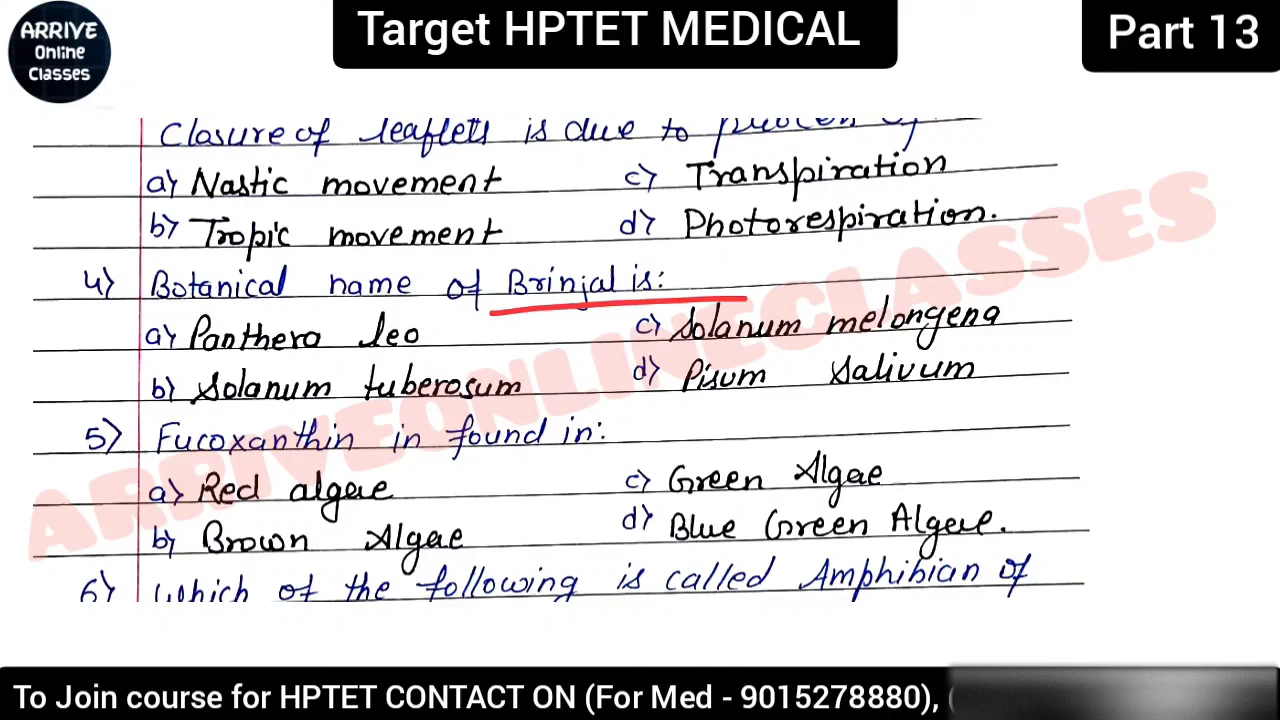 ARRIVE
Online
Classes
Target HPTET MEDICAL
Part 13
Closure of leaflets is due to
a) Nastic movement c) Transpiration
b) Tropic movement d) Photorespiration.
4) Botanical name of Brinjal is:
a) Panthera leo c) Solanum melongena
b) Solanum tuberosum d) Pisum Salivum
5) Fucoxanthin in found in:
a) Red algae c) Green Algae
b) Brown Algae d) Blue Green Algae.
6) Which of the following is called Amphibian of
ARRIVEONLINECLASSES
To Join course for HPTET CONTACT ON (For Med - 9015278880), (